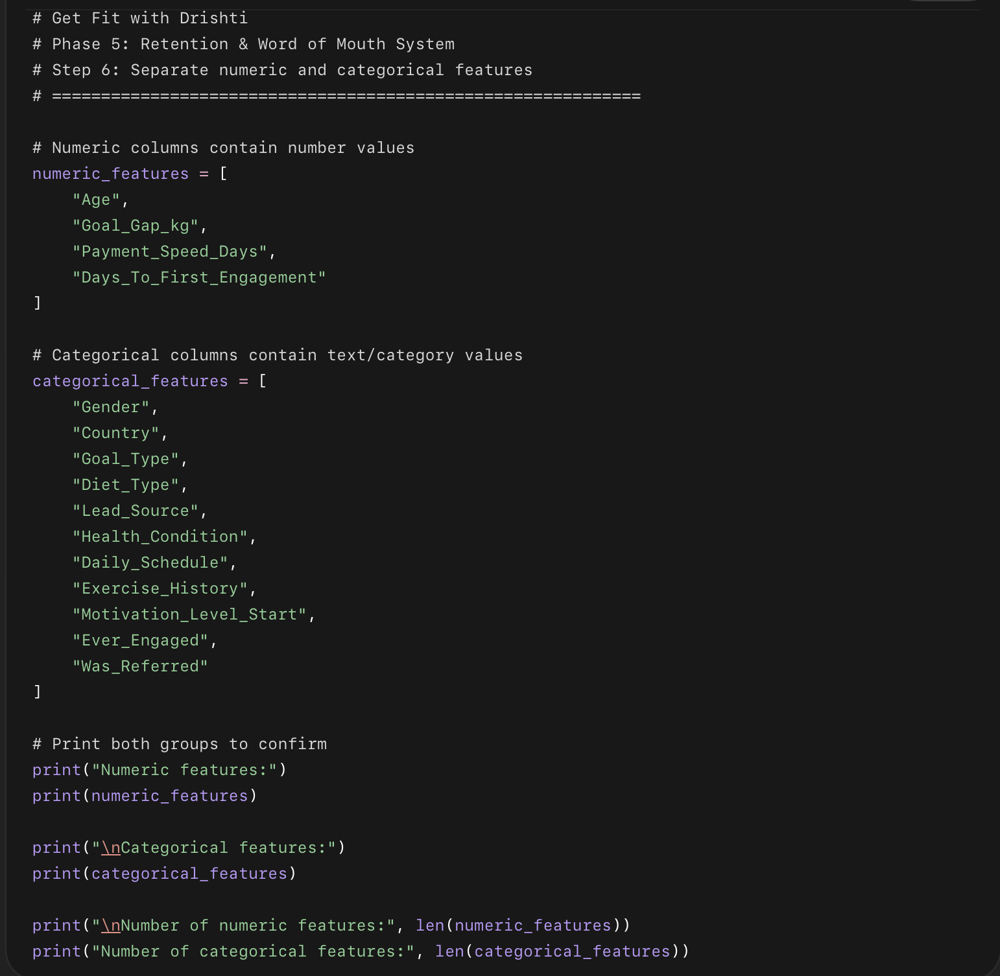 # Get Fit with Drishti
# Phase 5: Retention & Word of Mouth System
# Step 6: Separate numeric and categorical features
# ============================================================
# Numeric columns contain number values
numeric_features = [
    "Age",
    "Goal_Gap_kg",
    "Payment_Speed_Days",
    "Days_To_First_Engagement"
]
# Categorical columns contain text/category values
categorical_features = [
    "Gender",
    "Country",
    "Goal_Type",
    "Diet_Type",
    "Lead_Source",
    "Health_Condition",
    "Daily_Schedule",
    "Exercise_History",
    "Motivation_Level_Start",
    "Ever_Engaged",
    "Was_Referred"
]
# Print both groups to confirm
print("Numeric features:")
print(numeric_features)
print("\nCategorical features:")
print(categorical_features)
print("\nNumber of numeric features:", len(numeric_features))
print("Number of categorical features:", len(categorical_features))